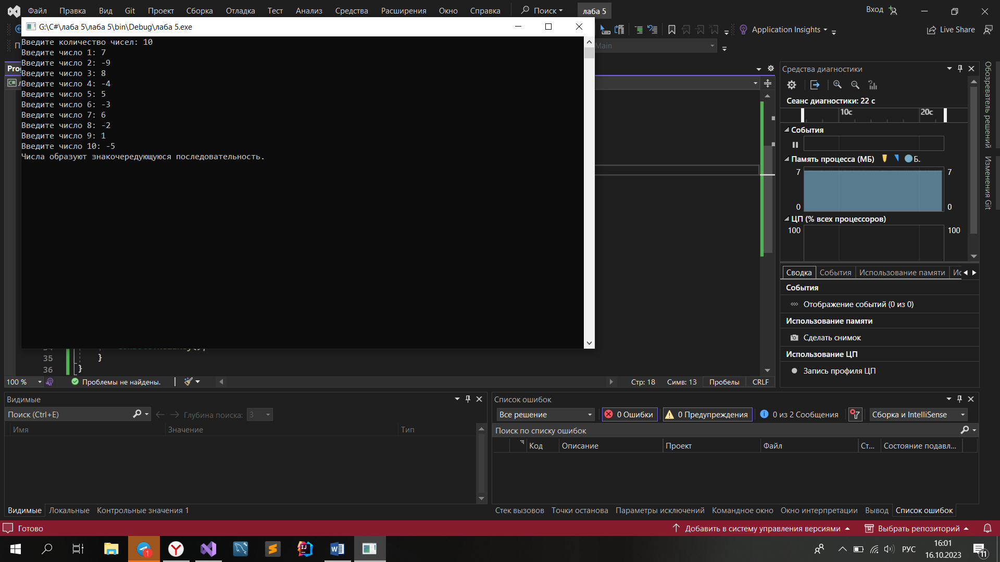 Файл Правка Вид Git Проект Сборка Отладка Тест Анализ Средства Расширения Окно Справка Поиск лаба 5 Вход
G:\C#\лаба 5\лаба 5\bin\Debug\лаба 5.exe
Application Insights Live Share
Main
Введите количество чисел: 10
Введите число 1: 7
Введите число 2: -9
Введите число 3: 8
Введите число 4: -4
Введите число 5: 5
Введите число 6: -3
Введите число 7: 6
Введите число 8: -2
Введите число 9: 1
Введите число 10: -5
Числа образуют знакочередующуюся последовательность.
35 }
36 }
100 % Проблемы не найдены. Стр: 18 Симв: 13 Пробелы CRLF
Средства диагностики
Сеанс диагностики: 22 с
10с 20с
События
Память процесса (МБ) Б..
7 7
0 0
ЦП (% всех процессоров)
100 100
Сводка События Использование памяти Ис
События
Отображение событий (0 из 0)
Использование памяти
Сделать снимок
Использование ЦП
Запись профиля ЦП
Обозреватель решений
Изменения Git
Видимые
Поиск (Ctrl+E) Глубина поиска: 3
Имя Значение Тип
Видимые Локальные Контрольные значения 1
Список ошибок
Все решение 0 Ошибки 0 Предупреждения 0 из 2 Сообщения Сборка и IntelliSense
Поиск по списку ошибок
Код Описание Проект Файл Ст... Состояние подавл...
Стек вызовов Точки останова Параметры исключений Командное окно Окно интерпретации Вывод Список ошибок
Готово Добавить в систему управления версиями Выбрать репозиторий
1 РУС 16:01
16.10.2023 11